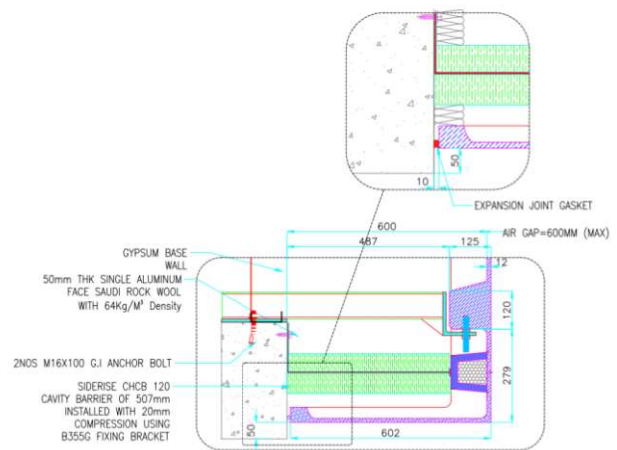 50
10
EXPANSION JOINT GASKET
600
AIR GAP=600MM (MAX)
487
125
12
GYPSUM BASE
WALL
50mm THK SINGLE ALUMINUM
FACE SAUDI ROCK WOOL
WITH 64Kg/M³ Density
120
2NOS M16X100 G.I ANCHOR BOLT
279
SIDERISE CHCB 120
CAVITY BARRIER OF 507mm
INSTALLED WITH 20mm
COMPRESSION USING
B355G FIXING BRACKET
50
602